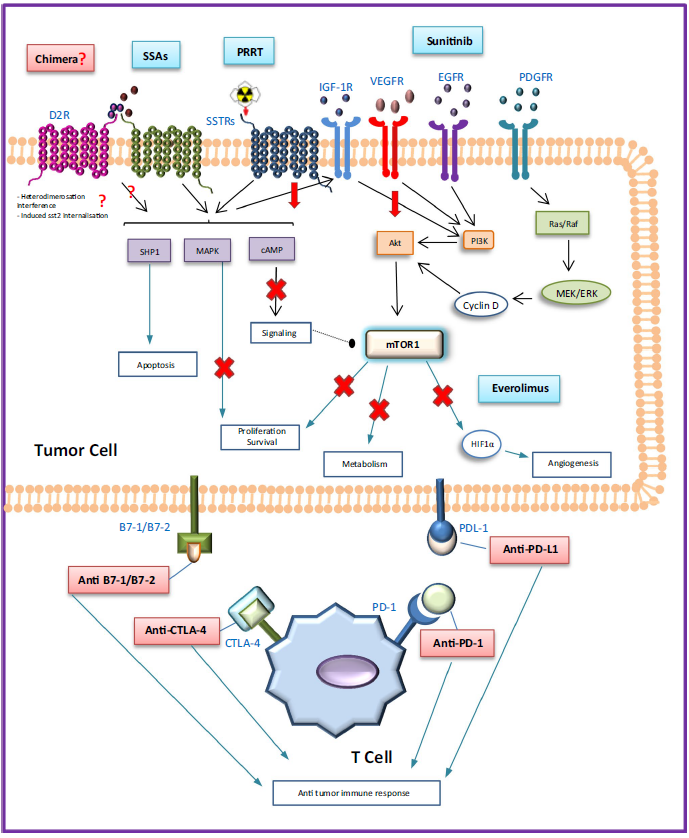 Chimera?
SSAs
PRRT
Sunitinib
IGF-1R
VEGFR
EGFR
PDGFR
D2R
SSTRs
- Heterodimerosation
Interference
- Induced sst2 Internalisation
?
?
SHP1
MAPK
cAMP
Akt
PI3K
Ras/Raf
MEK/ERK
Cyclin D
Signaling
mTOR1
Apoptosis
Everolimus
Proliferation
Survival
HIF1α
Metabolism
Angiogenesis
Tumor Cell
B7-1/B7-2
PDL-1
Anti-PD-L1
Anti B7-1/B7-2
Anti-CTLA-4
CTLA-4
PD-1
Anti-PD-1
T Cell
Anti tumor immune response